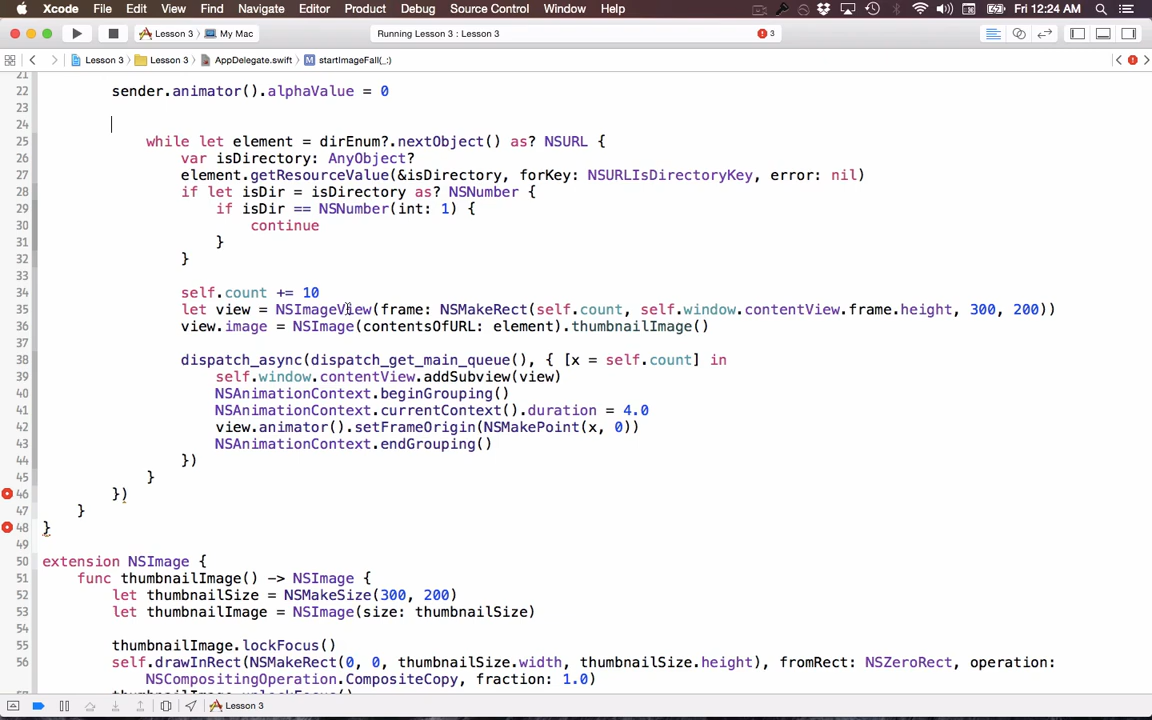 Xcode File Edit View Find Navigate Editor Product Debug Source Control Window Help Fri 12:24 AM
Lesson 3 My Mac Running Lesson 3 : Lesson 3 3
Lesson 3 Lesson 3 AppDelegate.swift M startImageFall(_:)
21
22 sender.animator().alphaValue = 0
23
24
25 while let element = dirEnum?.nextObject() as? NSURL {
26 var isDirectory: AnyObject?
27 element.getResourceValue(&isDirectory, forKey: NSURLIsDirectoryKey, error: nil)
28 if let isDir = isDirectory as? NSNumber {
29 if isDir == NSNumber(int: 1) {
30 continue
31 }
32 }
33
34 self.count += 10
35 let view = NSImageView(frame: NSMakeRect(self.count, self.window.contentView.frame.height, 300, 200))
36 view.image = NSImage(contentsOfURL: element).thumbnailImage()
37
38 dispatch_async(dispatch_get_main_queue(), { [x = self.count] in
39 self.window.contentView.addSubview(view)
40 NSAnimationContext.beginGrouping()
41 NSAnimationContext.currentContext().duration = 4.0
42 view.animator().setFrameOrigin(NSMakePoint(x, 0))
43 NSAnimationContext.endGrouping()
44 })
45 }
46 })
47 }
48 }
49
50 extension NSImage {
51 func thumbnailImage() -> NSImage {
52 let thumbnailSize = NSMakeSize(300, 200)
53 let thumbnailImage = NSImage(size: thumbnailSize)
54
55 thumbnailImage.lockFocus()
56 self.drawInRect(NSMakeRect(0, 0, thumbnailSize.width, thumbnailSize.height), fromRect: NSZeroRect, operation:
NSCompositingOperation.CompositeCopy, fraction: 1.0)
57 thumbnailImage.unlockFocus()
Lesson 3